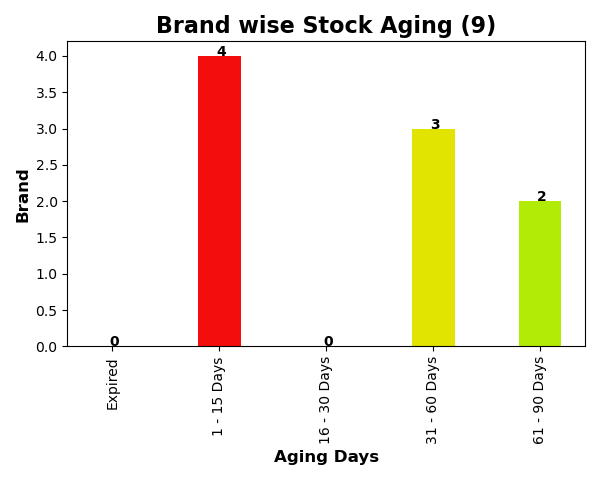 Brand wise Stock Aging (9)
4.0
3.5
3.0
2.5
2.0
1.5
1.0
0.5
0.0
Brand
0
4
0
3
2
Expired
1 - 15 Days
16 - 30 Days
31 - 60 Days
61 - 90 Days
Aging Days